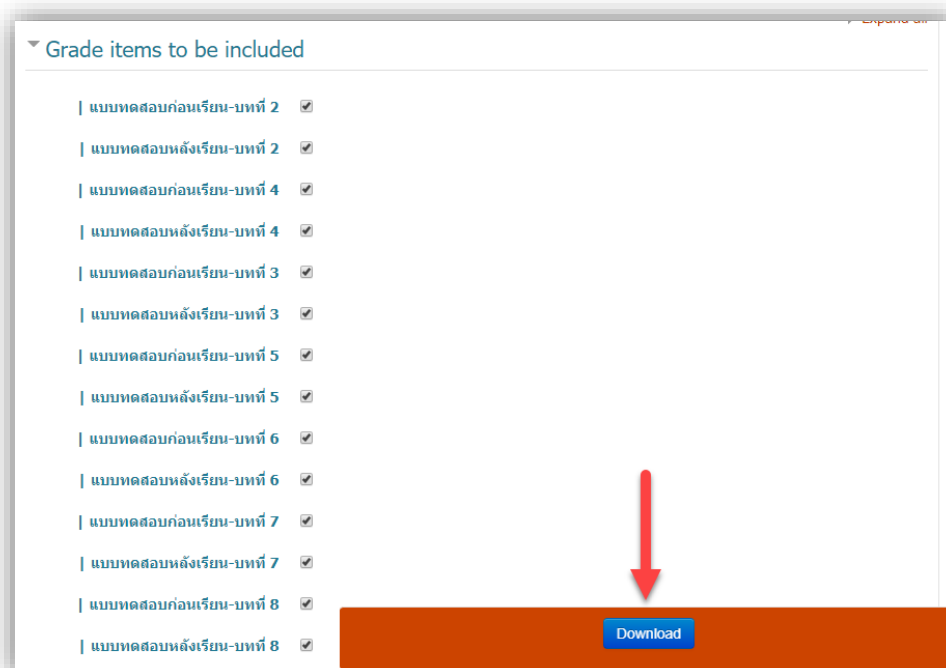 Expand all
Grade items to be included
| แบบทดสอบก่อนเรียน-บทที่ 2
| แบบทดสอบหลังเรียน-บทที่ 2
| แบบทดสอบก่อนเรียน-บทที่ 4
| แบบทดสอบหลังเรียน-บทที่ 4
| แบบทดสอบก่อนเรียน-บทที่ 3
| แบบทดสอบหลังเรียน-บทที่ 3
| แบบทดสอบก่อนเรียน-บทที่ 5
| แบบทดสอบหลังเรียน-บทที่ 5
| แบบทดสอบก่อนเรียน-บทที่ 6
| แบบทดสอบหลังเรียน-บทที่ 6
| แบบทดสอบก่อนเรียน-บทที่ 7
| แบบทดสอบหลังเรียน-บทที่ 7
| แบบทดสอบก่อนเรียน-บทที่ 8
Download
| แบบทดสอบหลังเรียน-บทที่ 8